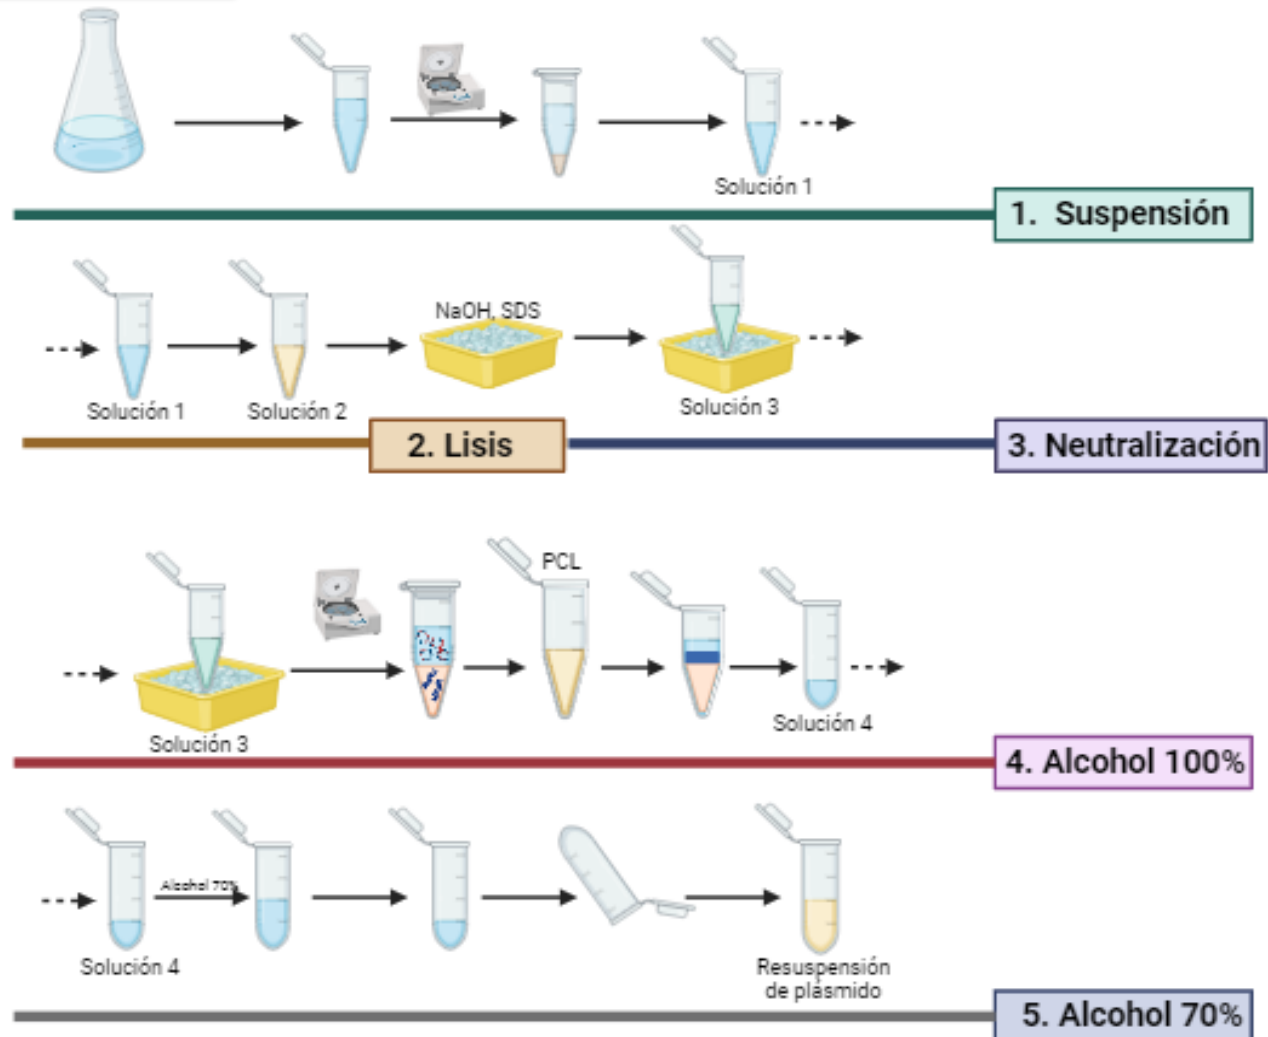 Solución 1
1. Suspensión
NaOH, SDS
Solución 1
Solución 2
Solución 3
2. Lisis
3. Neutralización
PCL
Solución 4
Solución 3
4. Alcohol 100%
Alcohol 70%
Solución 4
Resuspensión
de plásmido
5. Alcohol 70%